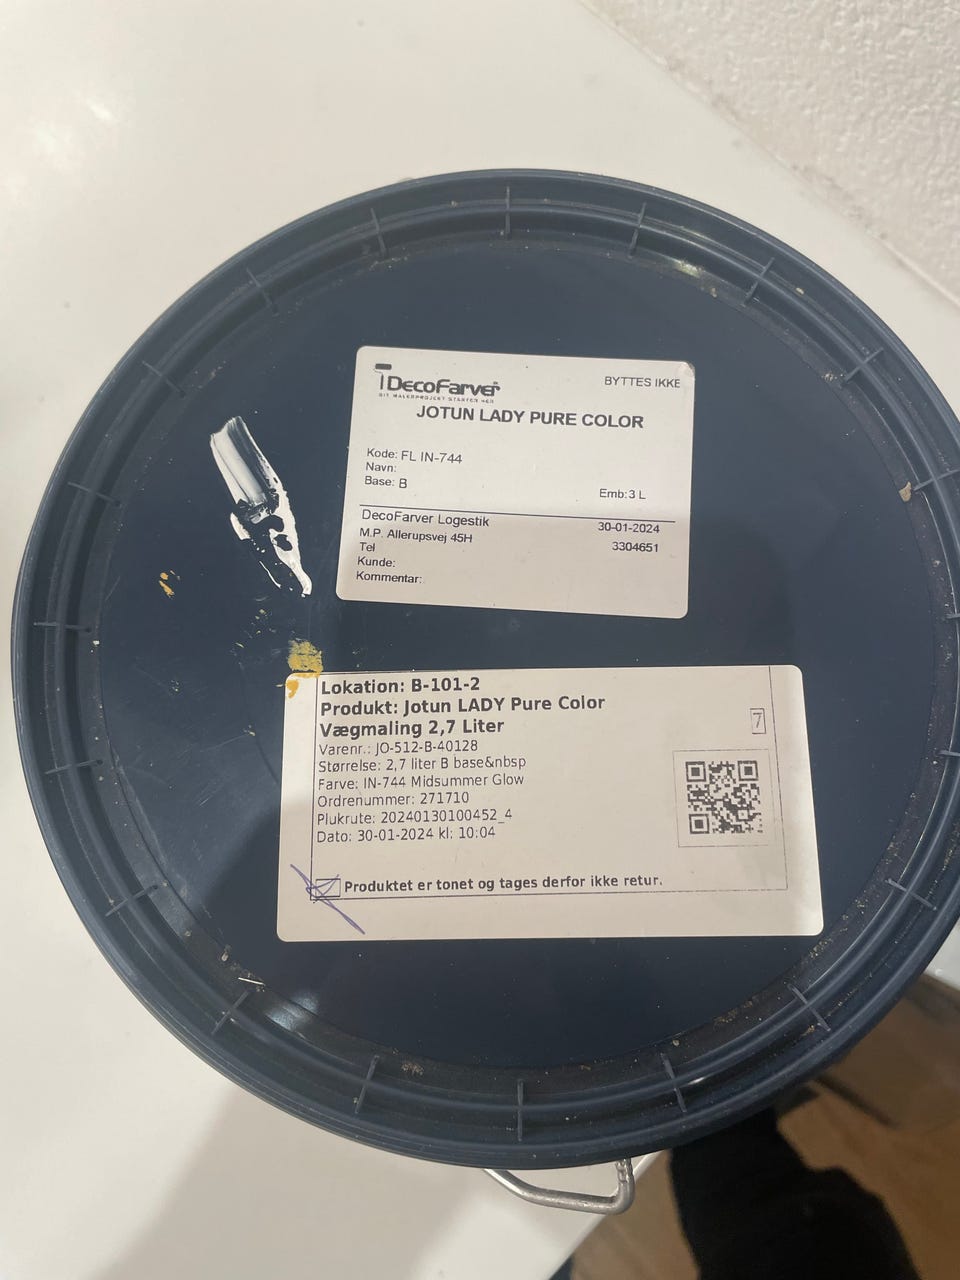 DecoFarver
DIT MALERPROJEKT STARTER HER
BYTTES IKKE
JOTUN LADY PURE COLOR
Kode: FL IN-744
Navn:
Base: B
Emb:3 L
DecoFarver Logestik
30-01-2024
M.P. Allerupsvej 45H
3304651
Tel
Kunde:
Kommentar:
Lokation: B-101-2
Produkt: Jotun LADY Pure Color
Vægmaling 2,7 Liter
7
Varenr.: JO-512-B-40128
Størrelse: 2,7 liter B base&nbsp
Farve: IN-744 Midsummer Glow
Ordrenummer: 271710
Plukrute: 20240130100452_4
Dato: 30-01-2024 kl: 10:04
Produktet er tonet og tages derfor ikke retur.